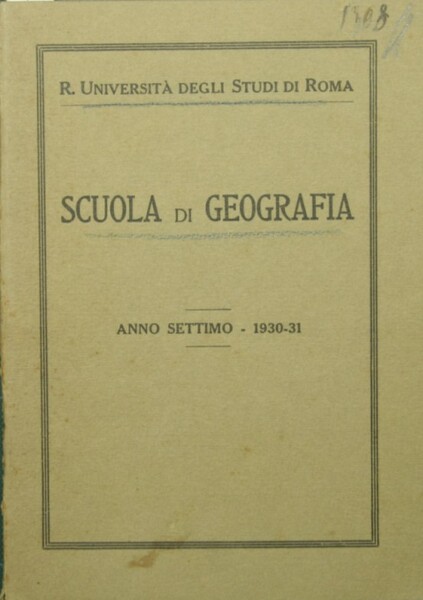 R. UNIVERSITÀ DEGLI STUDI DI ROMA
SCUOLA DI GEOGRAFIA
ANNO SETTIMO - 1930-31